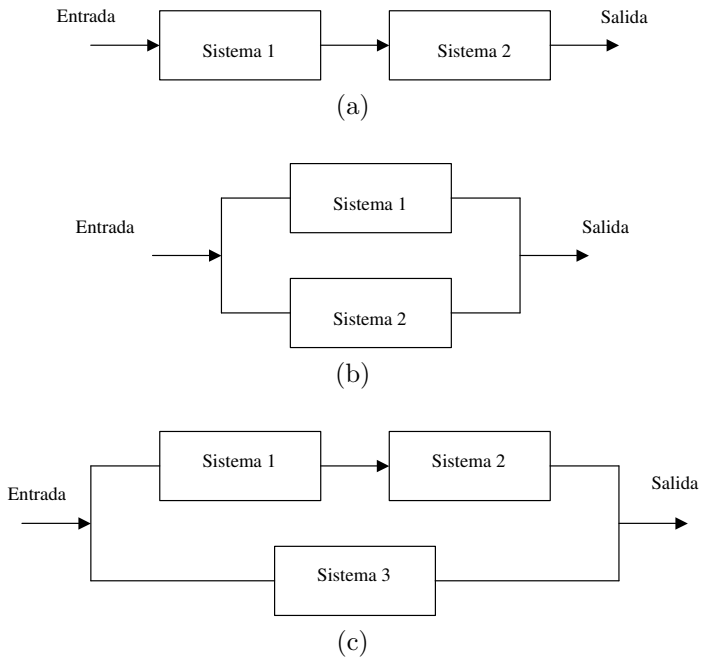 Entrada
Salida
Sistema 1
Sistema 2
(a)
Sistema 1
Entrada
Salida
Sistema 2
(b)
Sistema 1
Sistema 2
Entrada
Salida
Sistema 3
(c)